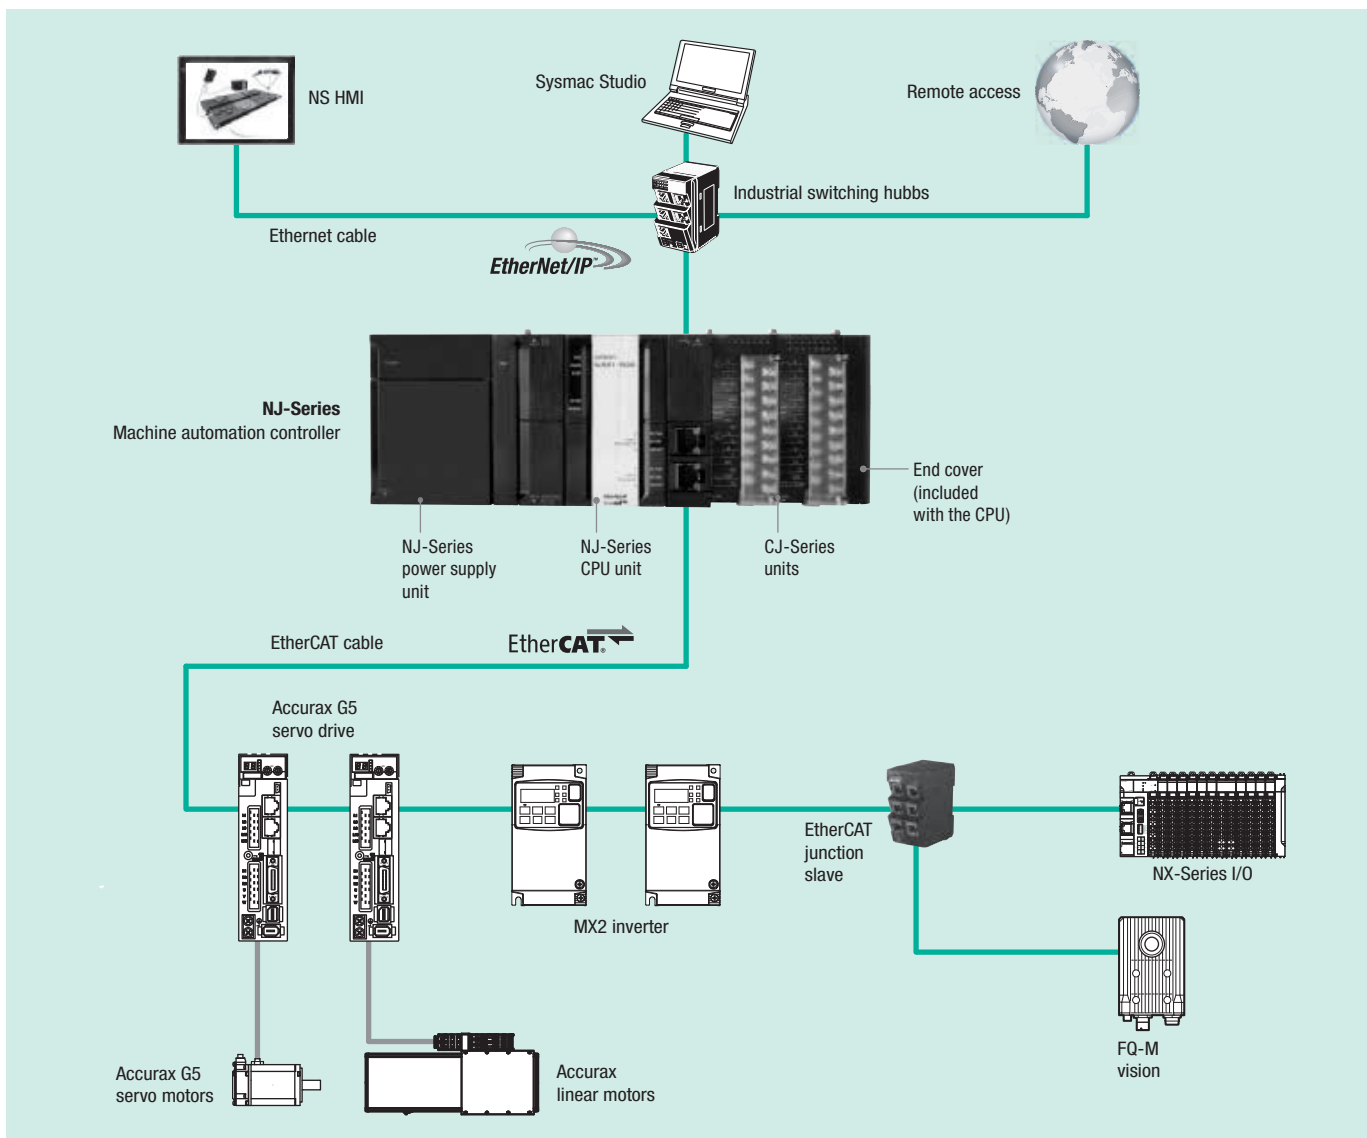 NS HMI
Sysmac Studio
Remote access
Industrial switching hubbs
Ethernet cable
EtherNet/IP™
NJ-Series
Machine automation controller
End cover
(included
with the CPU)
NJ-Series
power supply
unit
NJ-Series
CPU unit
CJ-Series
units
EtherCAT cable
EtherCAT®
Accurax G5
servo drive
EtherCAT
junction
slave
NX-Series I/O
MX2 inverter
FQ-M
vision
Accurax G5
servo motors
Accurax
linear motors